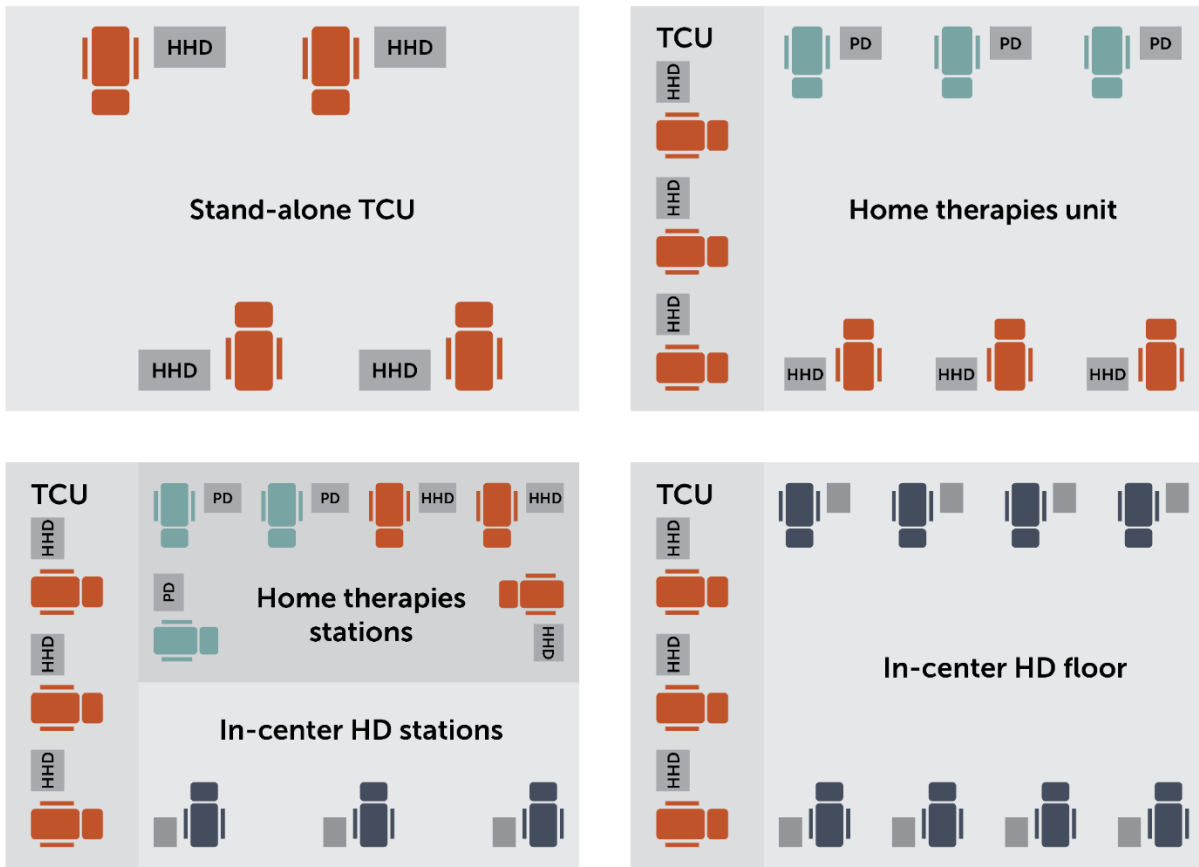 HHD
HHD
Stand-alone TCU
HHD
HHD
TCU
PD
PD
PD
HHD
HHD
HHD
Home therapies unit
HHD
HHD
HHD
TCU
PD
PD
HHD
HHD
HHD
HHD
HHD
PD
Home therapies
stations
HHD
In-center HD stations
TCU
HHD
HHD
HHD
In-center HD floor